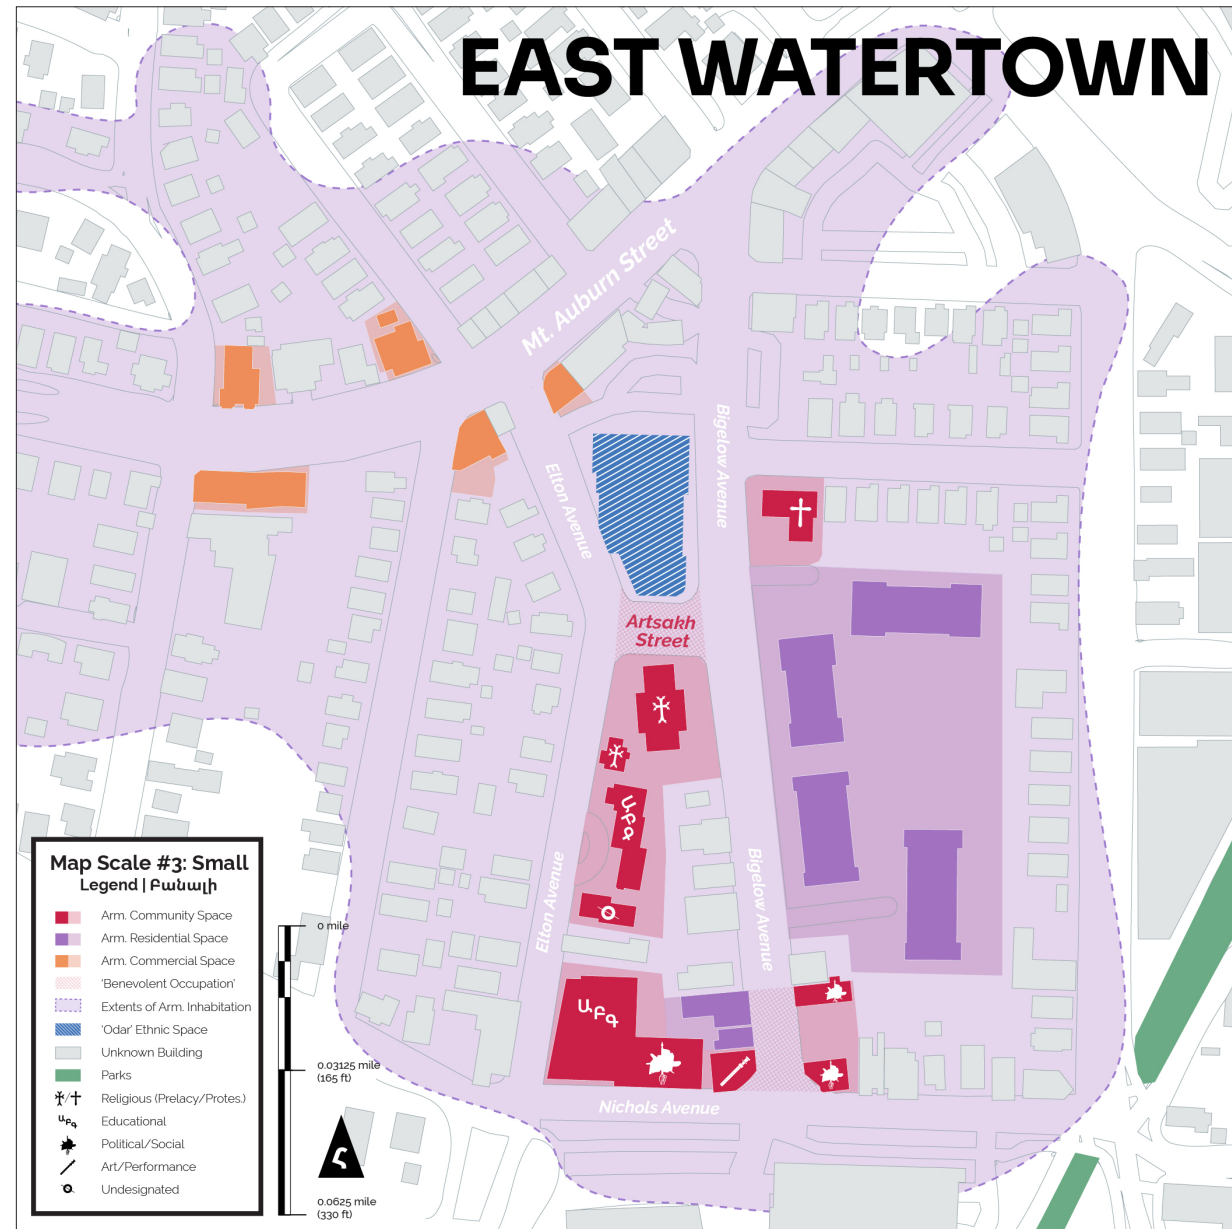 EAST WATERTOWN
Mt. Auburn Street
Bigelow Avenue
Elton Avenue
Artsakh
Street
Ա
Բ
Գ
Elton Avenue
Bigelow Avenue
ԱԲԳ
Nichols Avenue
Map Scale #3: Small
Legend | Բանալի
Arm. Community Space
Arm. Residential Space
Arm. Commercial Space
'Benevolent Occupation'
Extents of Arm. Inhabitation
'Odar' Ethnic Space
Unknown Building
Parks
Religious (Prelacy/Protes.)
ԱԲԳ Educational
Political/Social
Art/Performance
Undesignated
0 mile
0.03125 mile
(165 ft)
0.0625 mile
(330 ft)
Հ